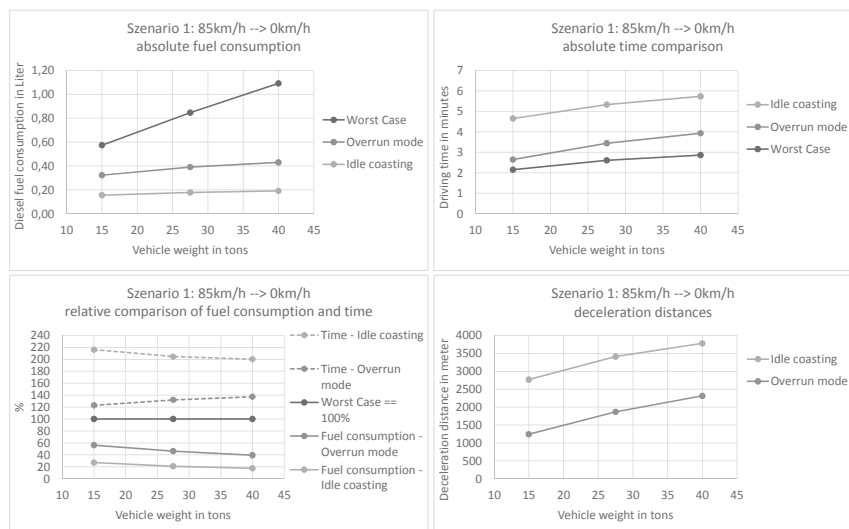 Szenario 1: 85km/h --> 0km/h
absolute fuel consumption
Diesel fuel consumption in Liter
1,20
1,00
0,80
0,60
0,40
0,20
0,00
10 15 20 25 30 35 40 45
Vehicle weight in tons
Worst Case
Overrun mode
Idle coasting
Szenario 1: 85km/h --> 0km/h
absolute time comparison
Driving time in minutes
7
6
5
4
3
2
1
0
10 15 20 25 30 35 40 45
Vehicle weight in tons
Idle coasting
Overrun mode
Worst Case
Szenario 1: 85km/h --> 0km/h
relative comparison of fuel consumption and time
%
240
220
200
180
160
140
120
100
80
60
40
20
0
10 15 20 25 30 35 40 45
Vehicle weight in tons
Time - Idle coasting
Time - Overrun
mode
Worst Case ==
100%
Fuel consumption -
Overrun mode
Fuel consumption -
Idle coasting
Szenario 1: 85km/h --> 0km/h
deceleration distances
Deceleration distance in meter
4000
3500
3000
2500
2000
1500
1000
500
0
10 15 20 25 30 35 40 45
Vehicle weight in tons
Idle coasting
Overrun mode